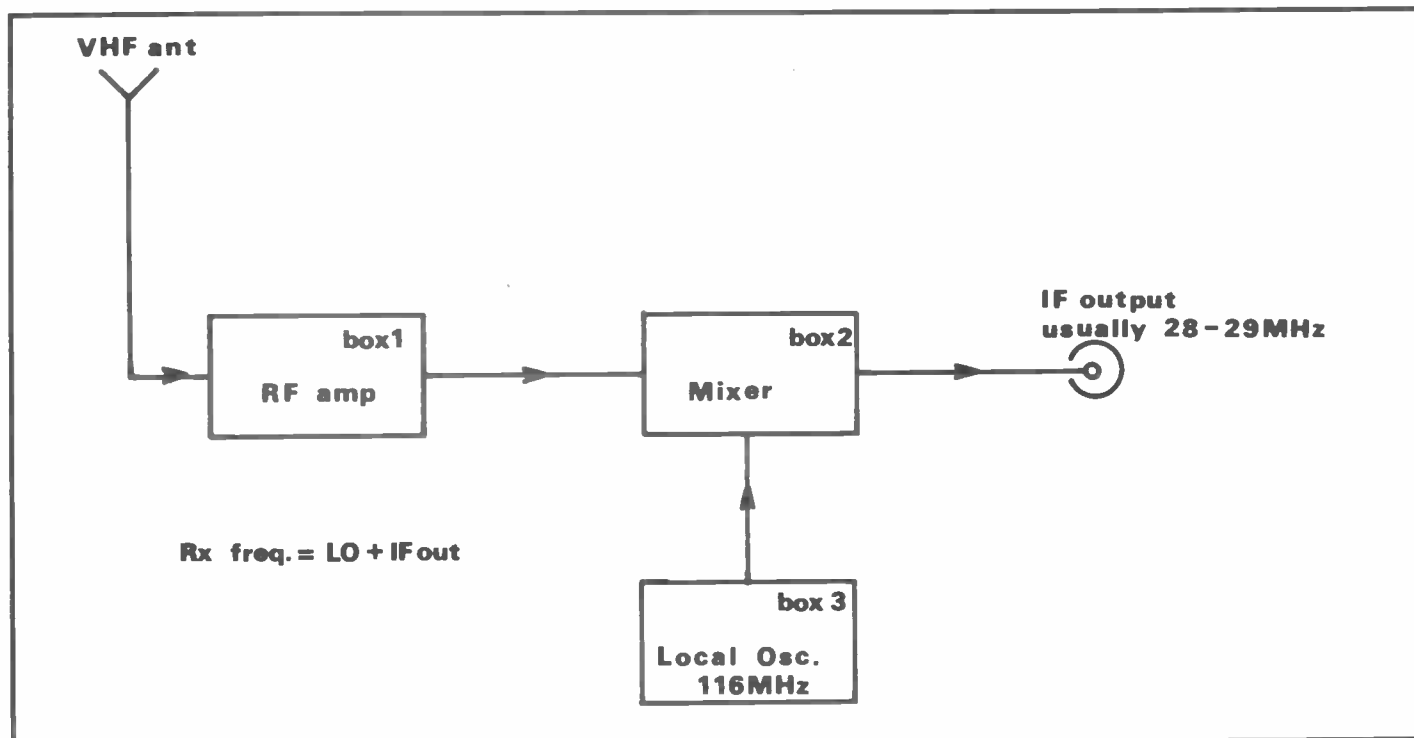 VHF ant
IF output
usually 28-29MHz
box1
RF amp
box2
Mixer
Rx freq. = LO + IFout
box 3
Local Osc.
116MHz